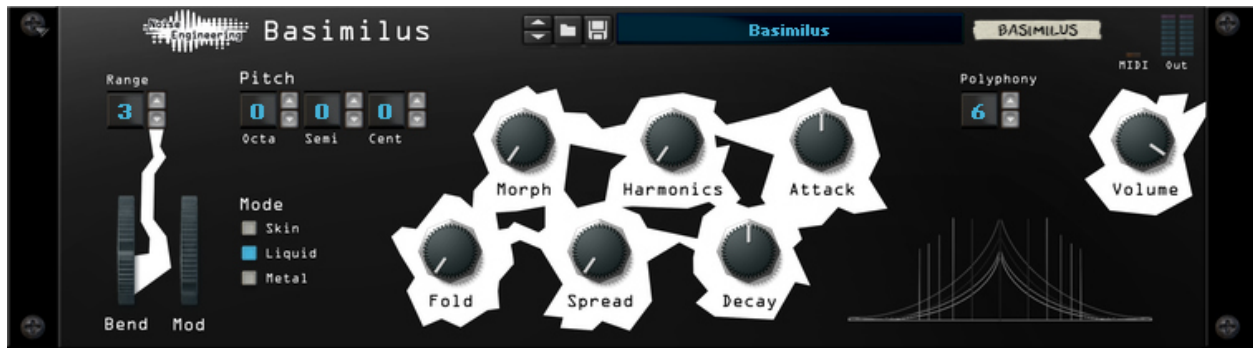 Noise
Engineering
Basimilus
Basimilus
BASIMILUS
MIDI Out
Range
3
Pitch
0 0 0
Octa Semi Cent
Polyphony
6
Morph Harmonics Attack
Volume
Mode
Skin
Liquid
Metal
Fold Spread Decay
Bend Mod